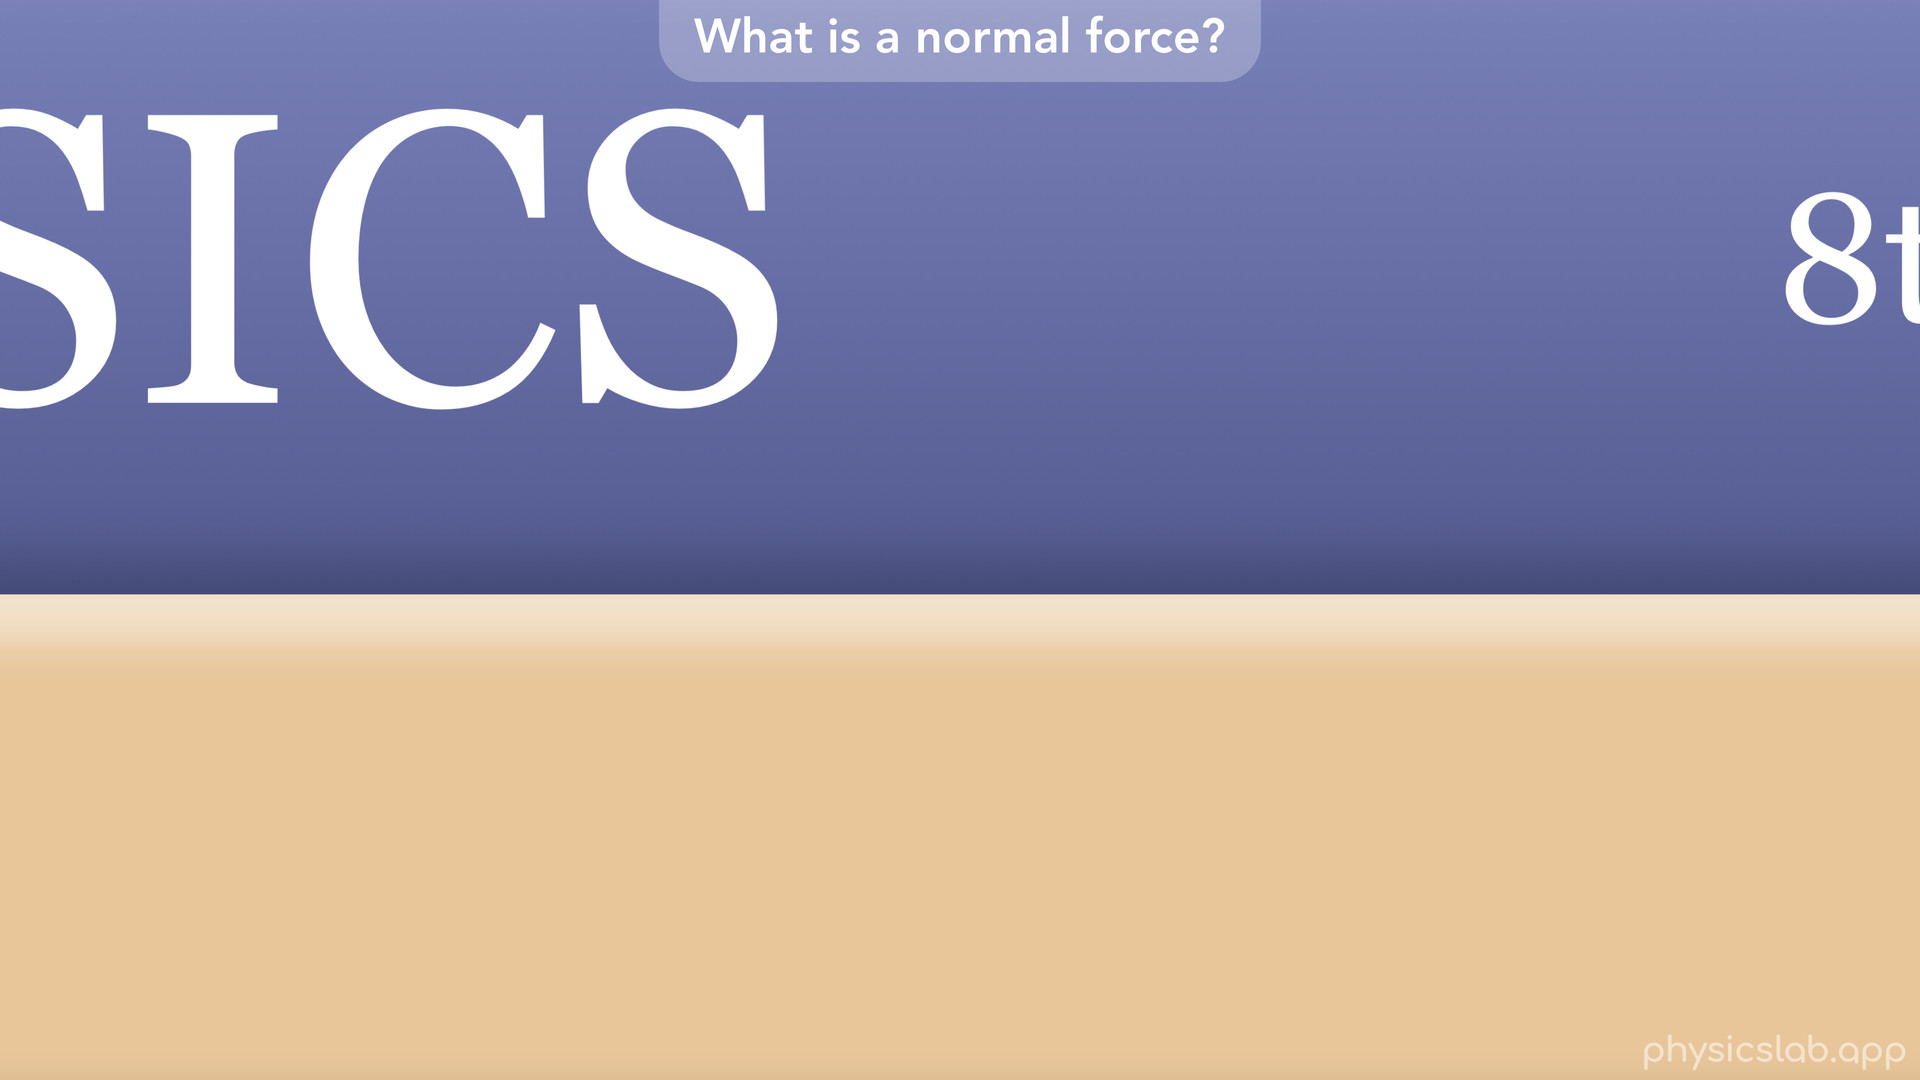 What is a normal force?
SICS
8t
physicslab.app